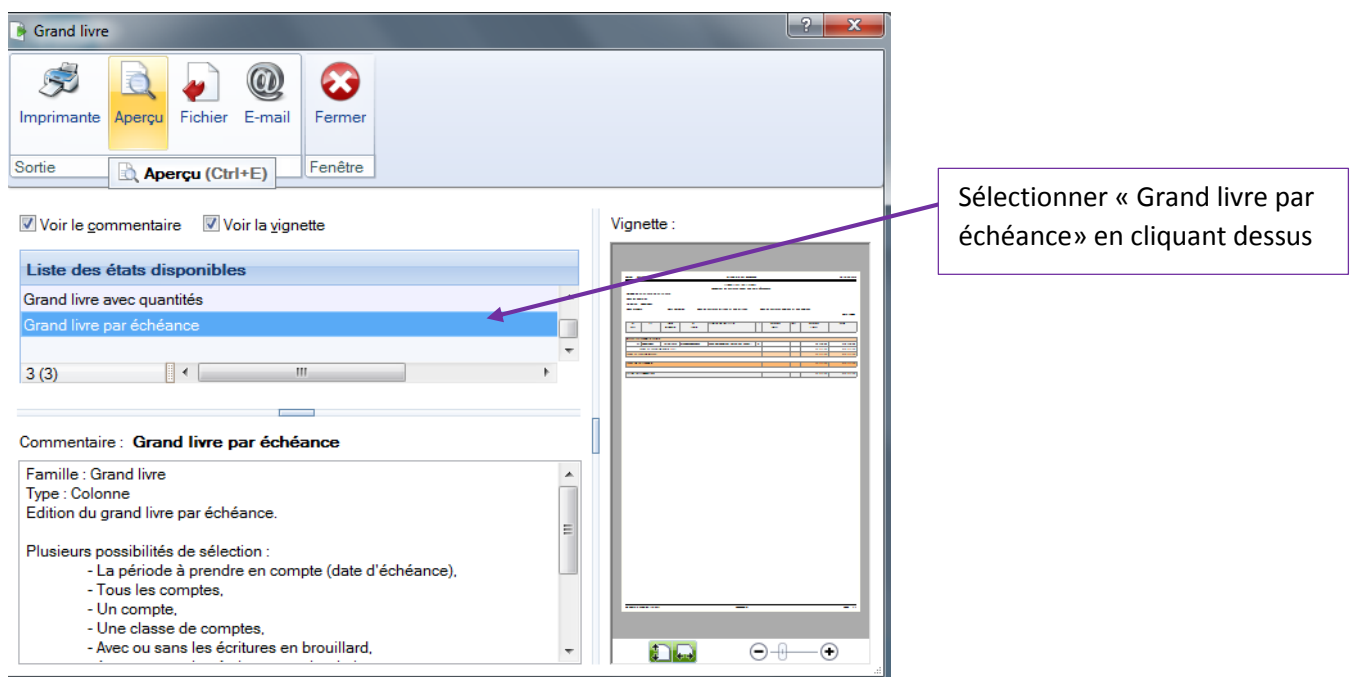 Grand livre
Imprimante Aperçu Fichier E-mail Fermer
Sortie Fenêtre
Aperçu (Ctrl+E)
Sélectionner « Grand livre par
échéance» en cliquant dessus
Voir le commentaire Voir la vignette
Vignette :
Liste des états disponibles
Grand livre avec quantités
Grand livre par échéance
3 (3)
Commentaire : Grand livre par échéance
Famille : Grand livre
Type : Colonne
Edition du grand livre par échéance.
Plusieurs possibilités de sélection :
- La période à prendre en compte (date d'échéance),
- Tous les comptes,
- Un compte,
- Une classe de comptes,
- Avec ou sans les écritures en brouillard,